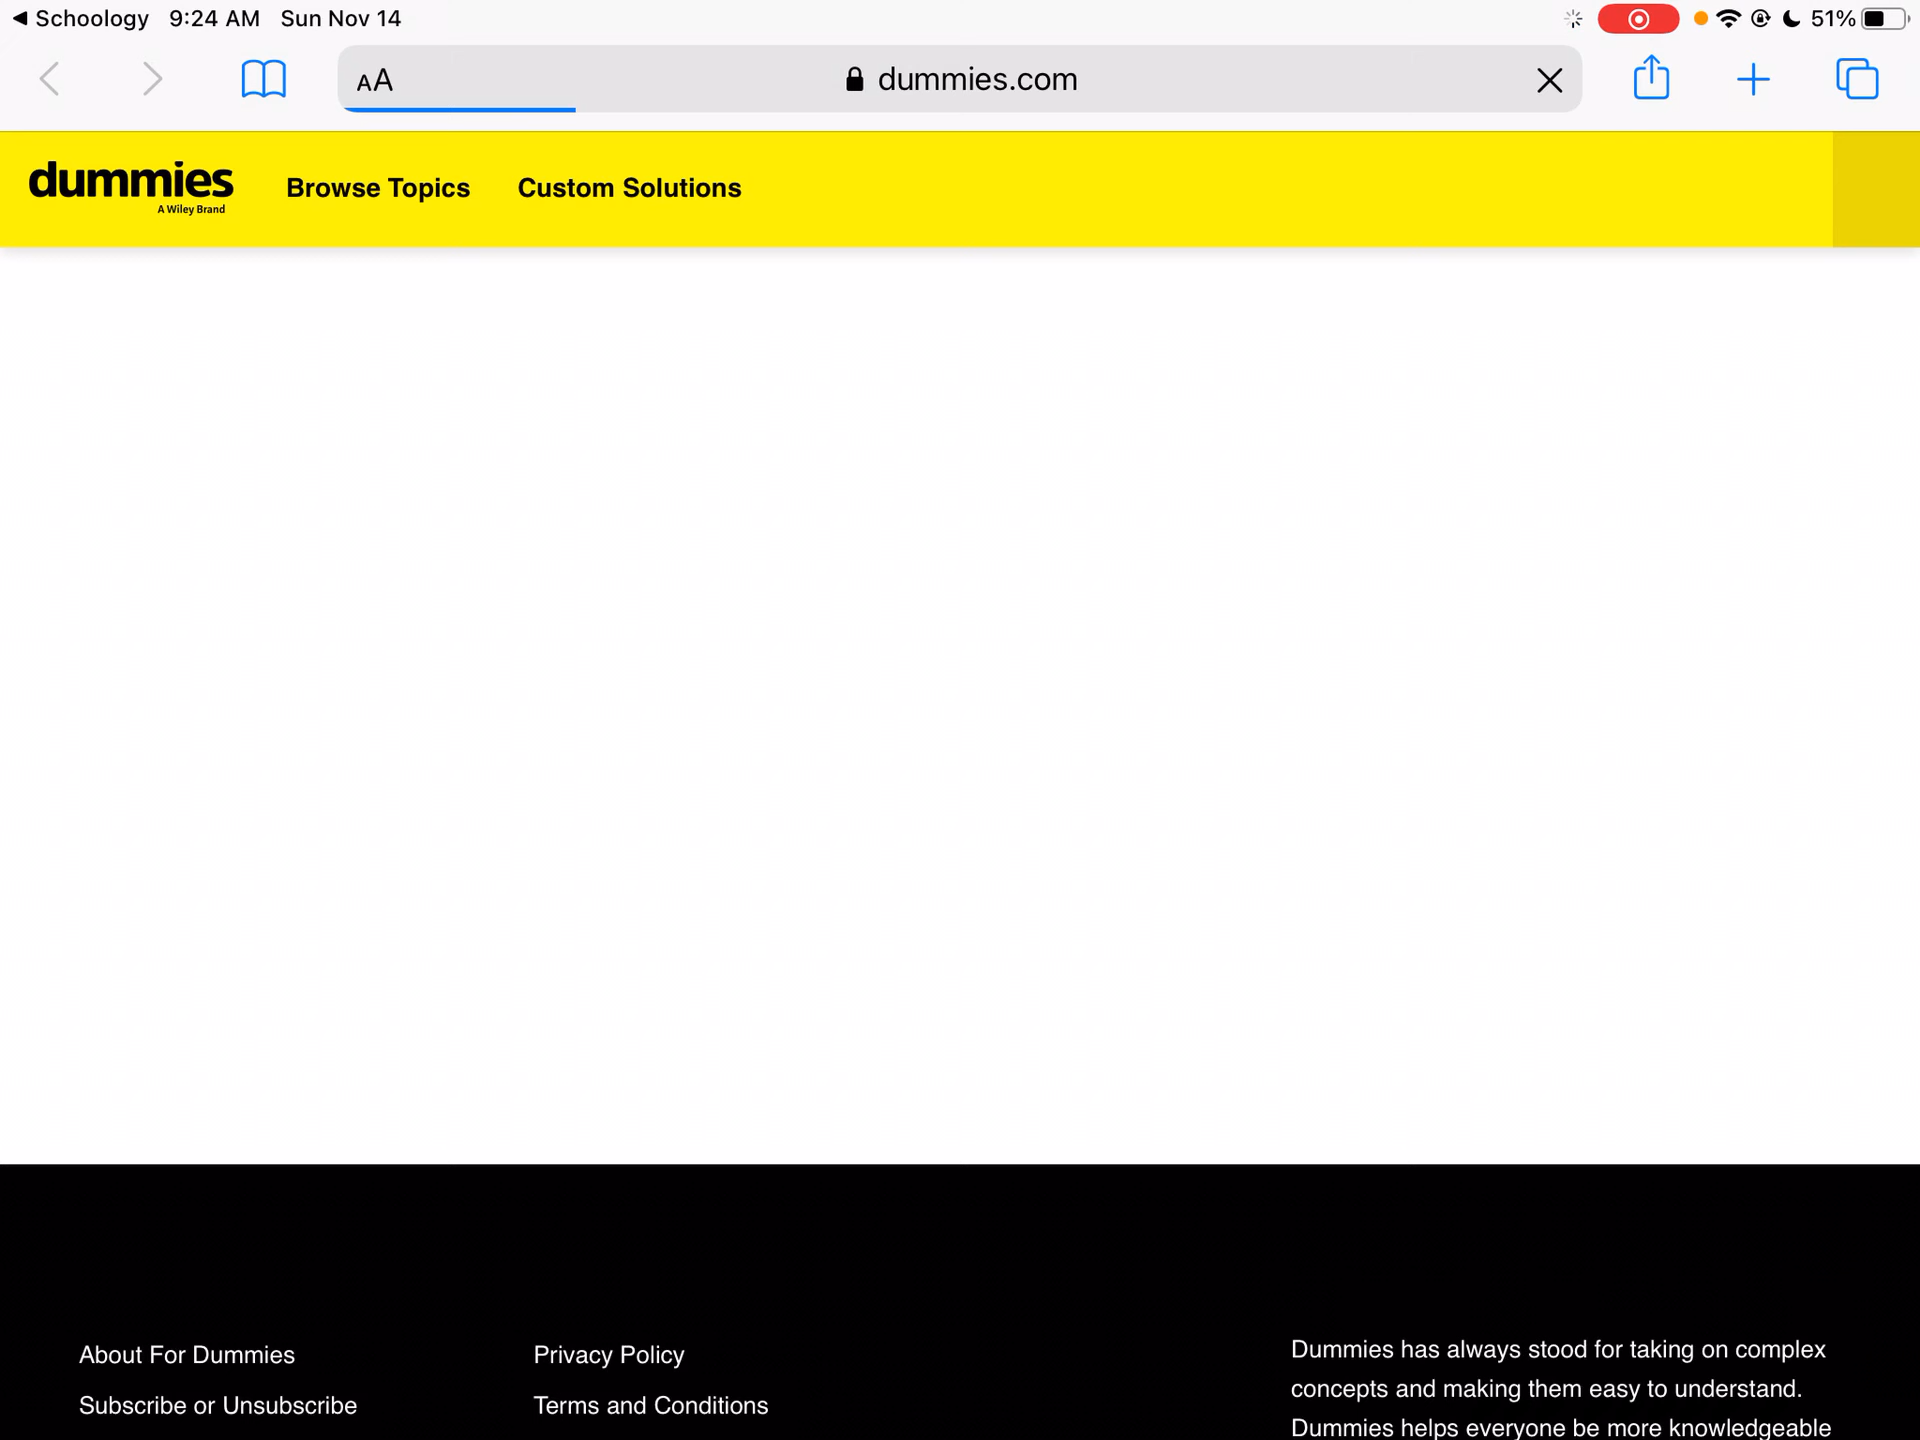 Schoology 9:24 AM Sun Nov 14 51%
AA dummies.com
dummies Browse Topics Custom Solutions
A Wiley Brand
About For Dummies
Subscribe or Unsubscribe
Privacy Policy
Terms and Conditions
Dummies has always stood for taking on complex
concepts and making them easy to understand.
Dummies helps everyone be more knowledgeable